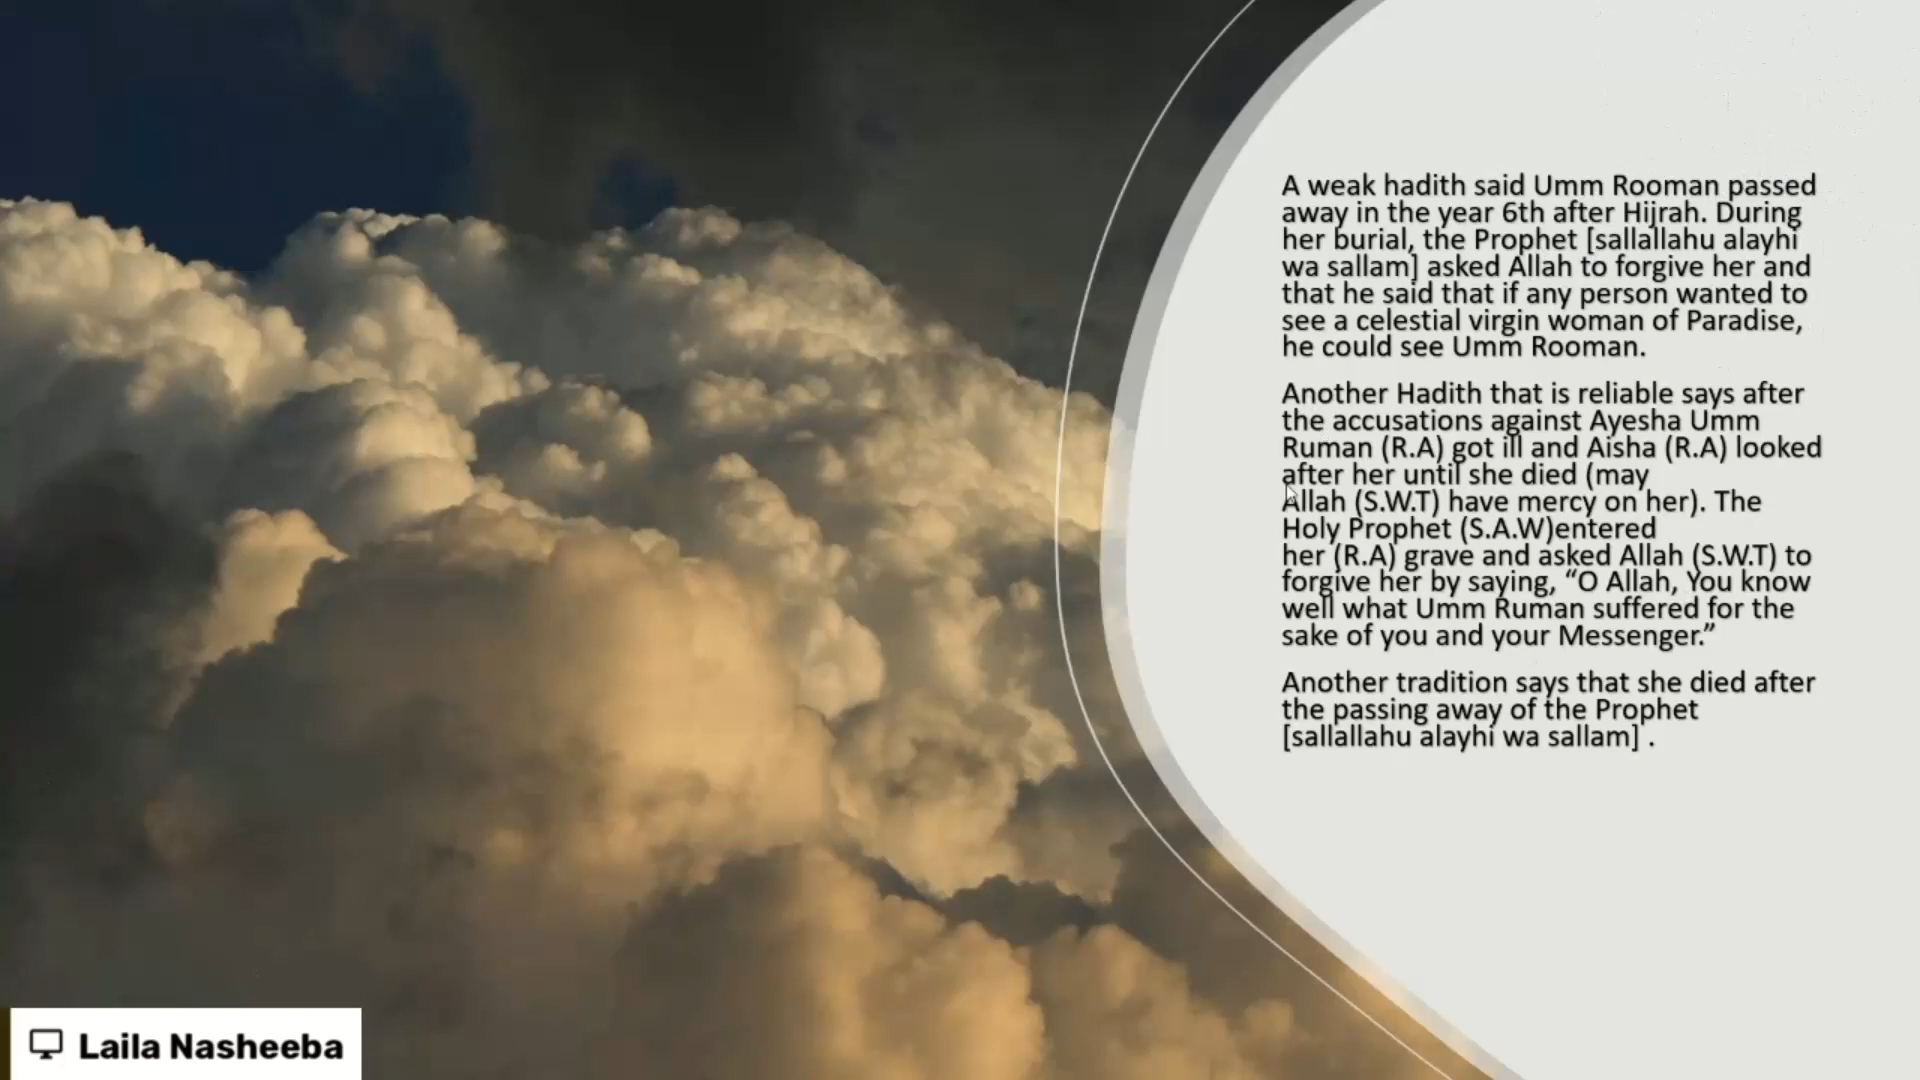 A weak hadith said Umm Rooman passed
away in the year 6th after Hijrah. During
her burial, the Prophet [sallallahu alayhi
wa sallam] asked Allah to forgive her and
that he said that if any person wanted to
see a celestial virgin woman of Paradise,
he could see Umm Rooman.
Another Hadith that is reliable says after
the accusations against Ayesha Umm
Ruman (R.A) got ill and Aisha (R.A) looked
after her until she died (may
Allah (S.W.T) have mercy on her). The
Holy Prophet (S.A.W)entered
her (R.A) grave and asked Allah (S.W.T) to
forgive her by saying, “O Allah, You know
well what Umm Ruman suffered for the
sake of you and your Messenger.”
Another tradition says that she died after
the passing away of the Prophet
[sallallahu alayhi wa sallam] .
Laila Nasheeba